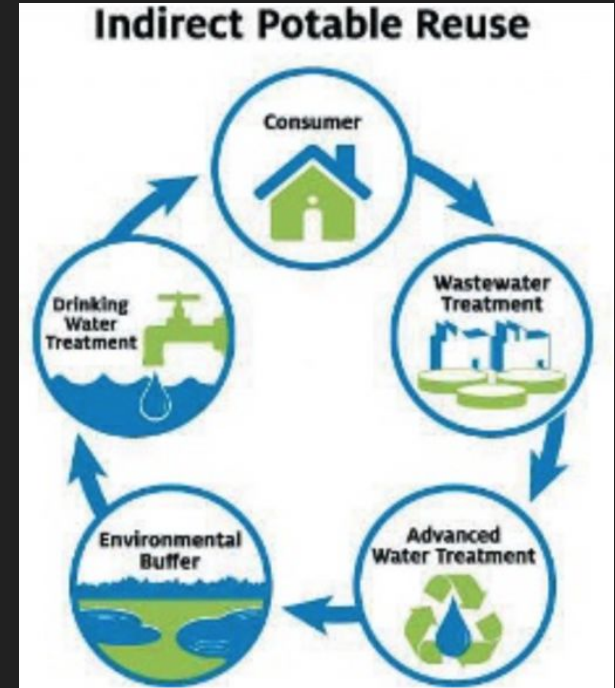 Indirect Potable Reuse
Consumer
Wastewater
Treatment
Advanced
Water Treatment
Environmental
Buffer
Drinking
Water
Treatment